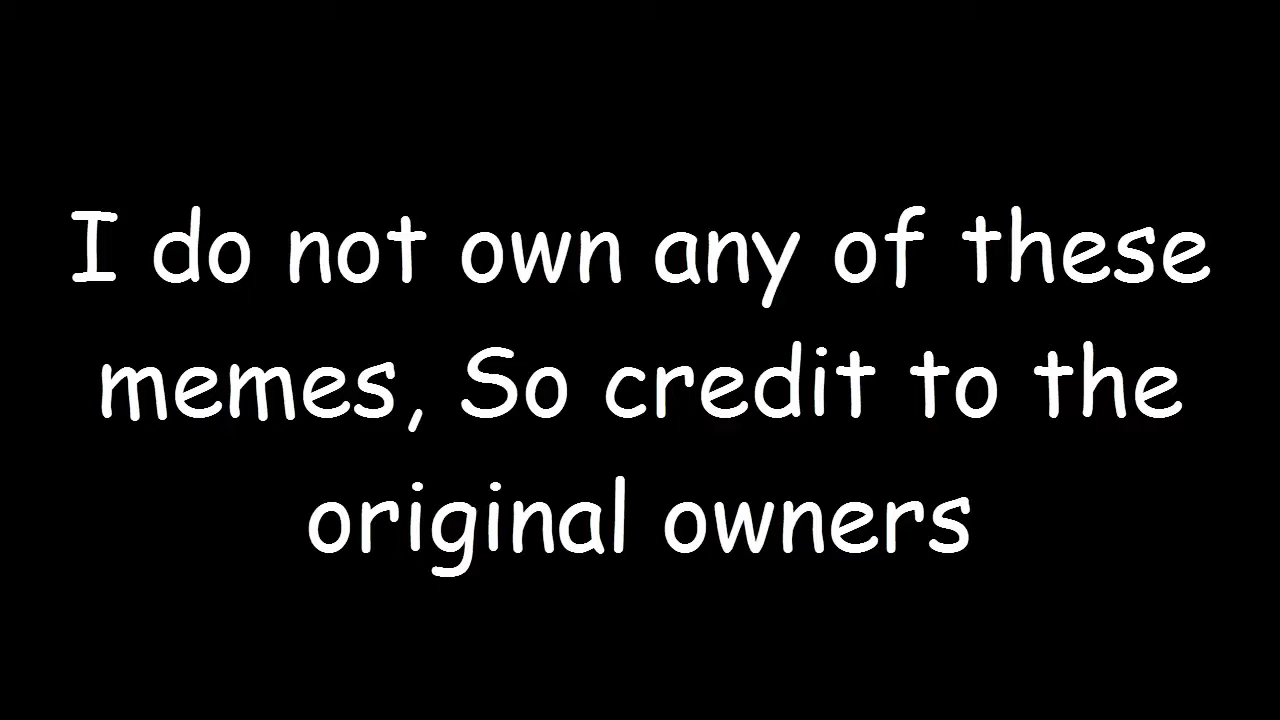 I do not own any of these
memes, So credit to the
original owners